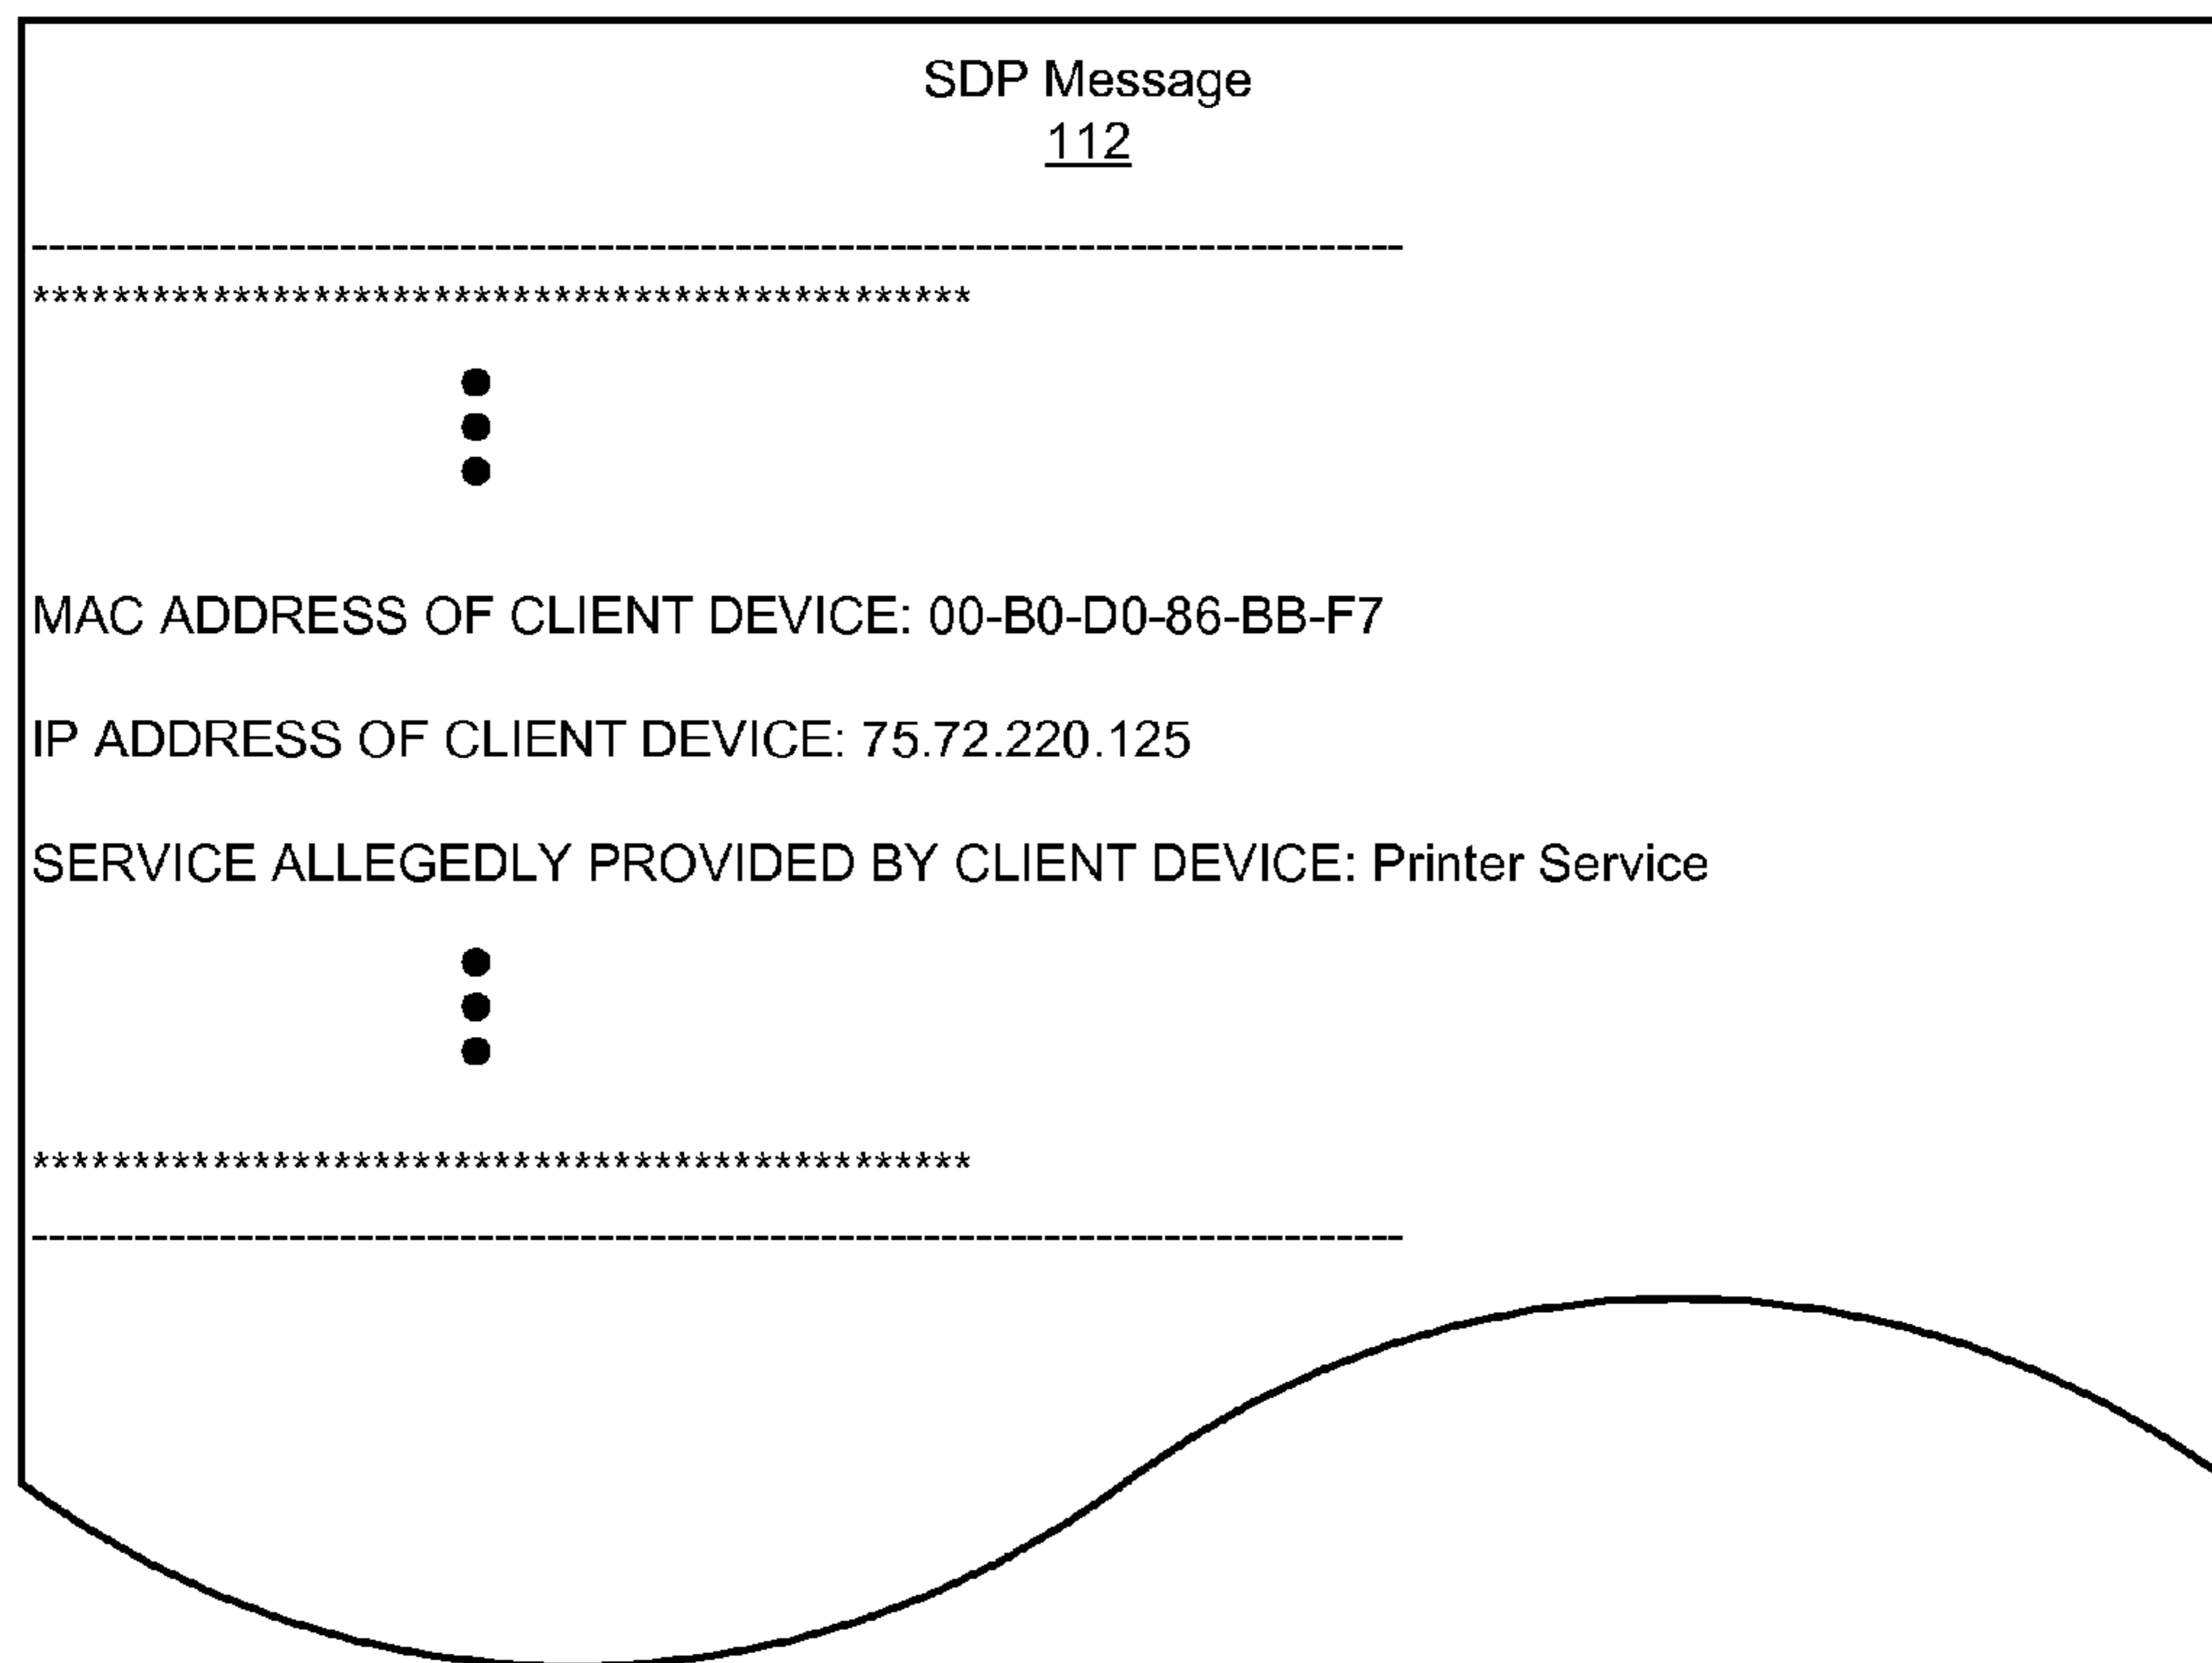 SDP Message
112
--------------------------------------------------------------------------------
***********************************************
MAC ADDRESS OF CLIENT DEVICE: 00-B0-D0-86-BB-F7
IP ADDRESS OF CLIENT DEVICE: 75.72.220.125
SERVICE ALLEGEDLY PROVIDED BY CLIENT DEVICE: Printer Service
***********************************************
--------------------------------------------------------------------------------